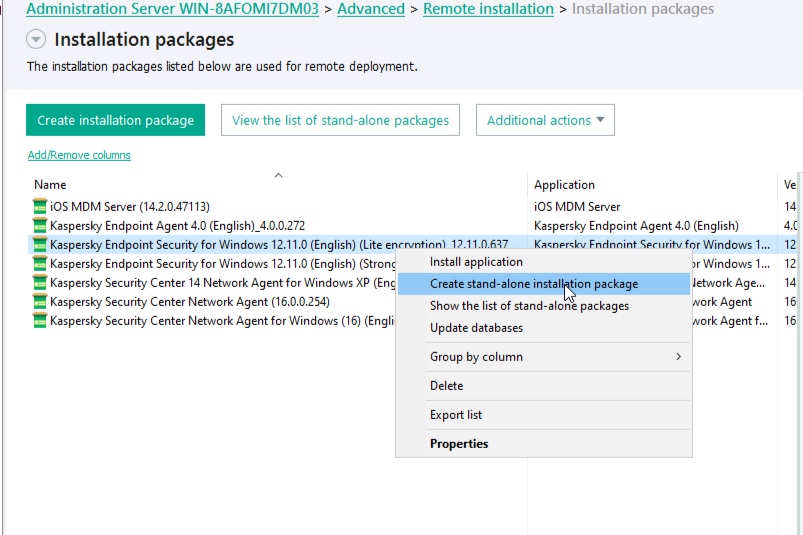 Administration Server WIN-8AFOMI7DM03 > Advanced > Remote installation > Installation packages
Installation packages
The installation packages listed below are used for remote deployment.
Create installation package View the list of stand-alone packages Additional actions
Add/Remove columns
Name Application Ve
iOS MDM Server (14.2.0.47113) iOS MDM Server 14
Kaspersky Endpoint Agent 4.0 (English)_4.0.0.272 Kaspersky Endpoint Agent 4.0 (English) 4.0
Kaspersky Endpoint Security for Windows 12.11.0 (English) (Lite encryption)_12.11.0.637 Kaspersky Endpoint Security for Windows 1... 12
Kaspersky Endpoint Security for Windows 12.11.0 (English) (Strong Security for Windows 1... 12
Kaspersky Security Center 14 Network Agent for Windows XP (Eng Network Age... 14
Kaspersky Security Center Network Agent (16.0.0.254) work Agent 16
Kaspersky Security Center Network Agent for Windows (16) (Engli work Agent f... 16
Install application
Create stand-alone installation package
Show the list of stand-alone packages
Update databases
Group by column >
Delete
Export list
Properties